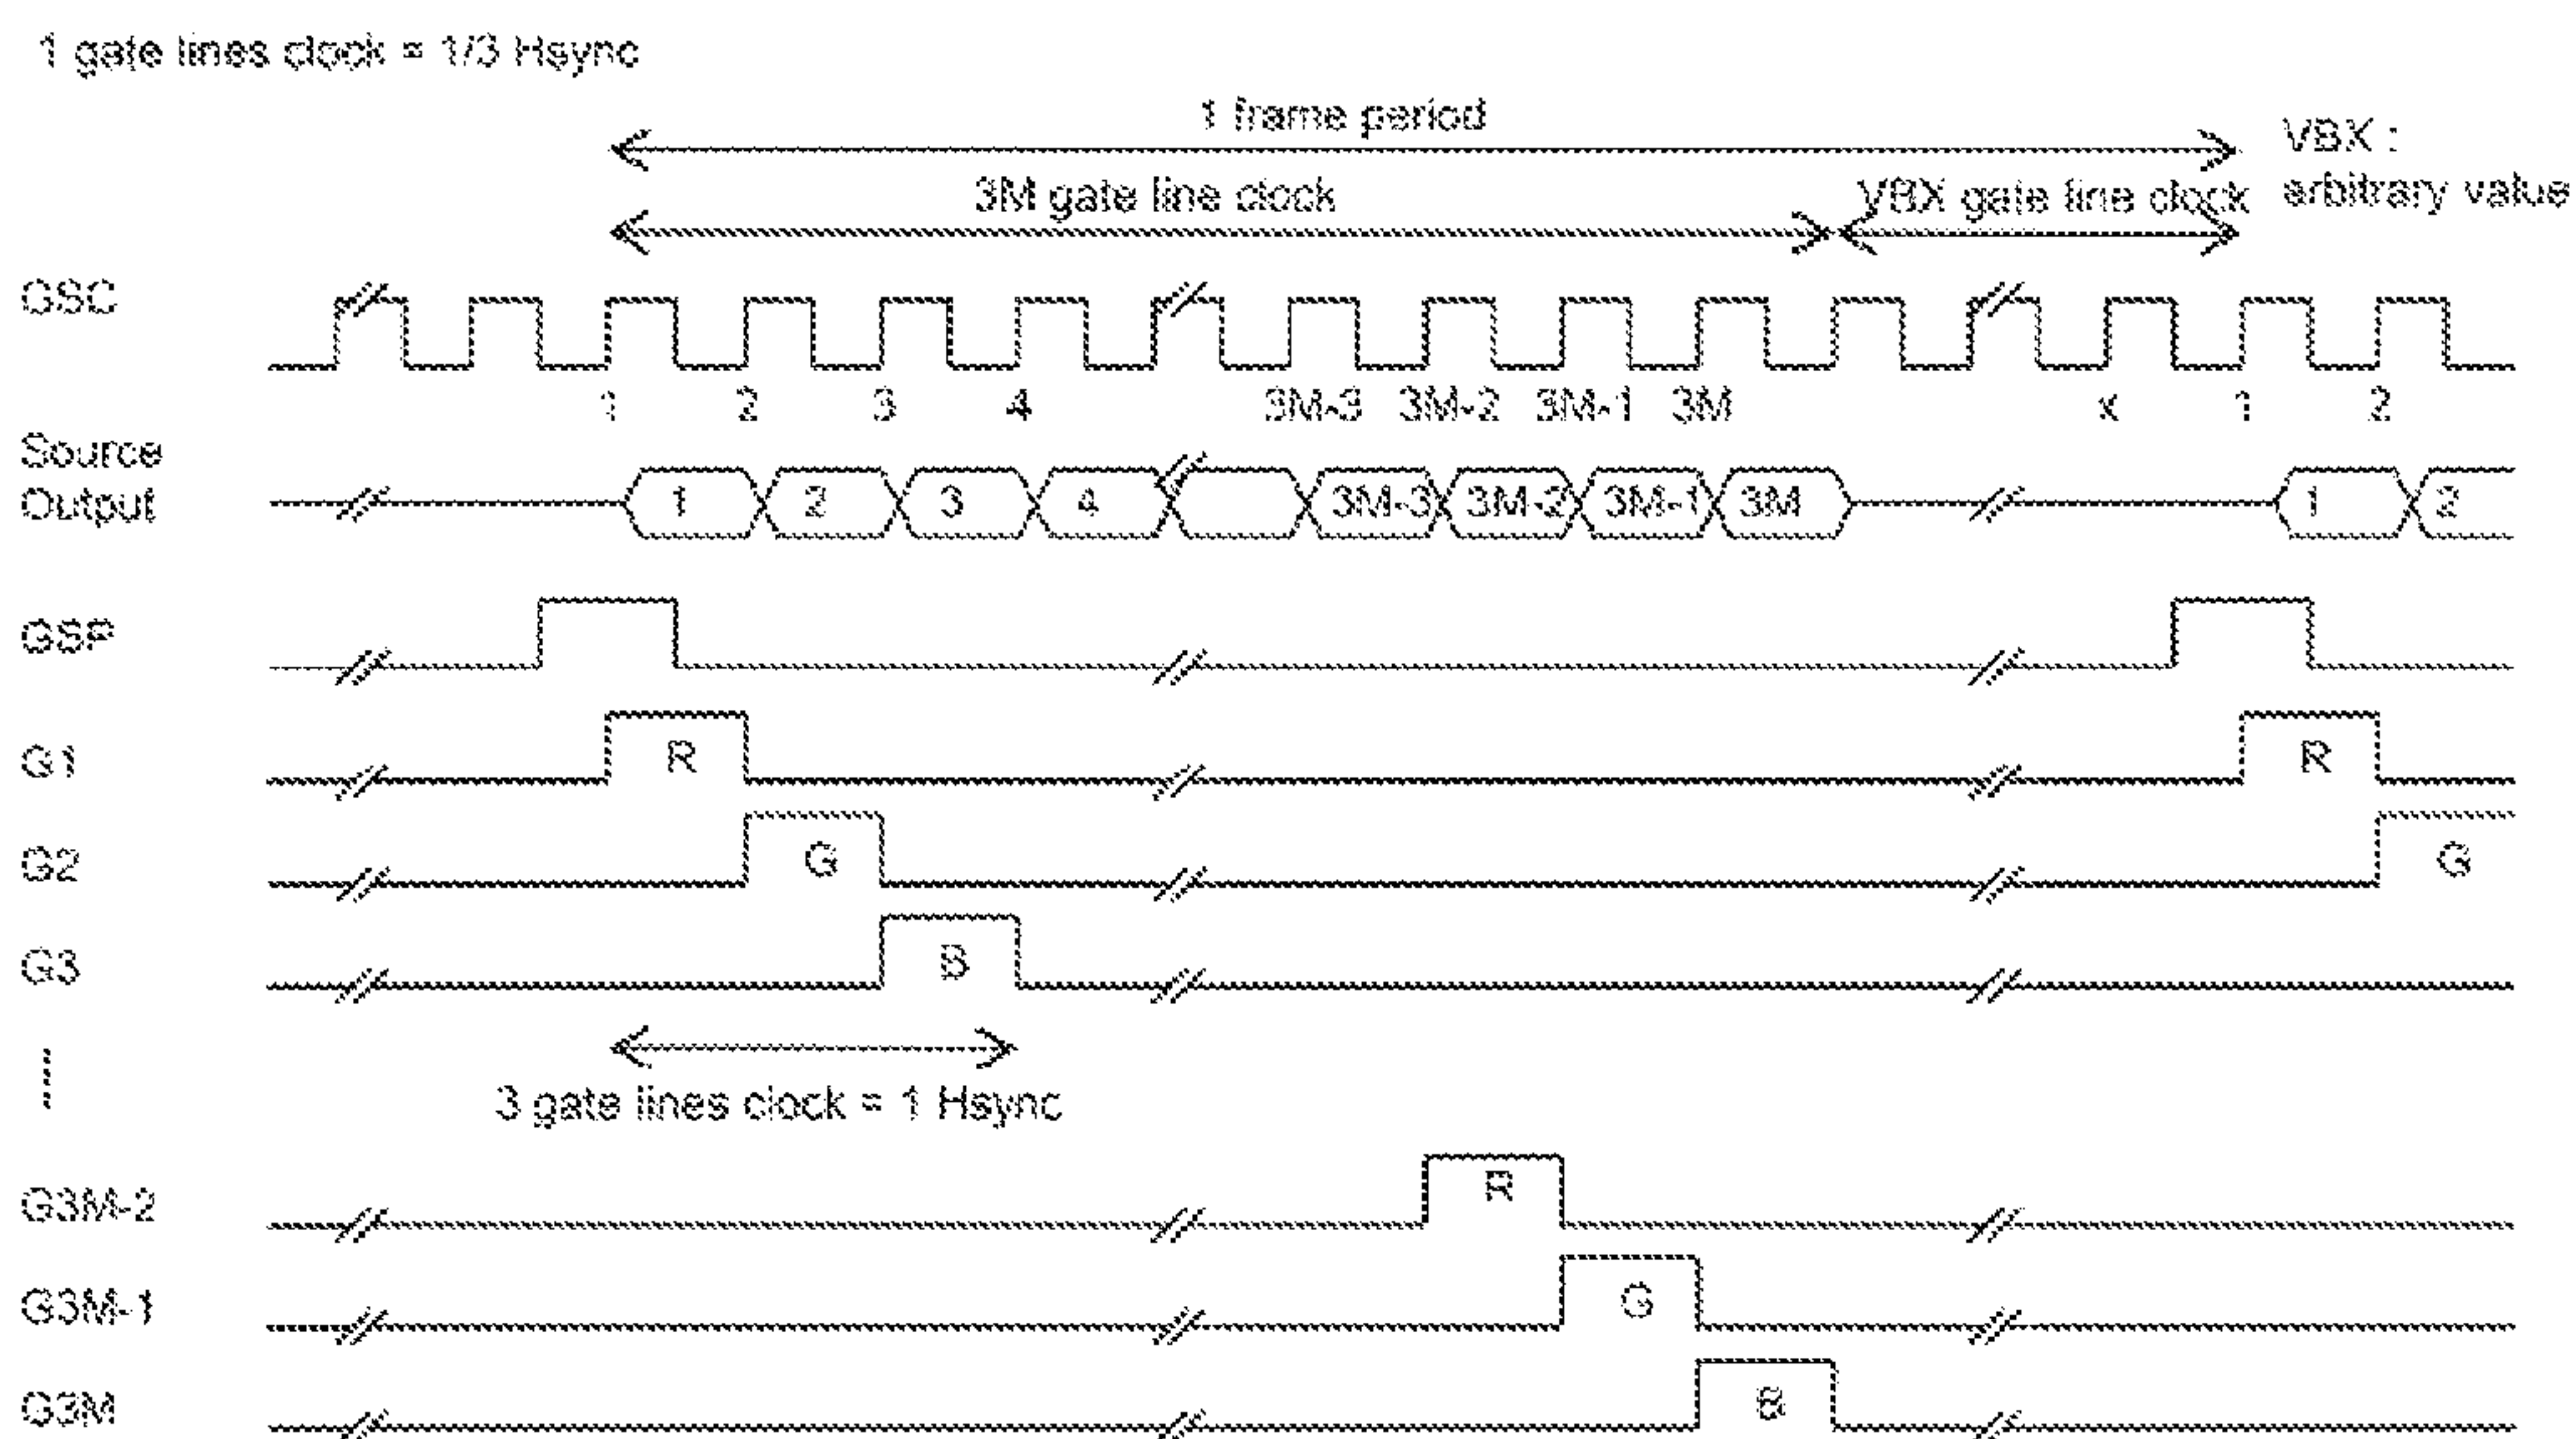 1 gate lines clock = 1/3 Hsync
1 frame period
VBX :
arbitrary value
3M gate line clock
VBX gate line clock
GSC
1 2 3 4 3M-3 3M-2 3M-1 3M x 1 2
Source
Output
1 2 3 4 3M-3 3M-2 3M-1 3M 1 2
GSP
G1
R R
G2
G G
G3
B
3 gate lines clock = 1 Hsync
G3M-2
R
G3M-1
G
G3M
B